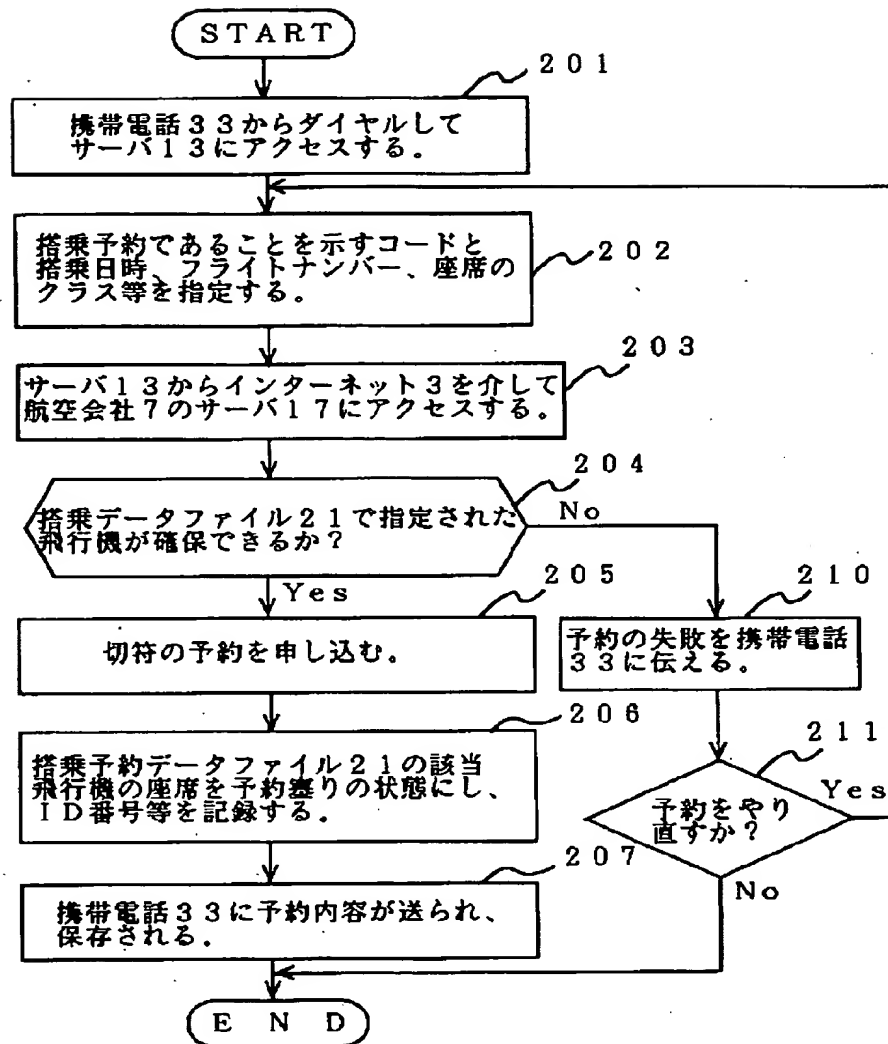 START
201
携帯電話33からダイヤルして
サーバ13にアクセスする。
202
搭乗予約であることを示すコードと
搭乗日時、フライトナンバー、座席の
クラス等を指定する。
203
サーバ13からインターネット3を介して
航空会社7のサーバ17にアクセスする。
204
搭乗データファイル21で指定された
飛行機が確保できるか?
No
Yes
205
切符の予約を申し込む。
210
予約の失敗を携帯電話
33に伝える。
206
搭乗予約データファイル21の該当
飛行機の座席を予約塞りの状態にし、
ID番号等を記録する。
211
予約をやり
直すか?
Yes
No
207
携帯電話33に予約内容が送られ、
保存される。
END